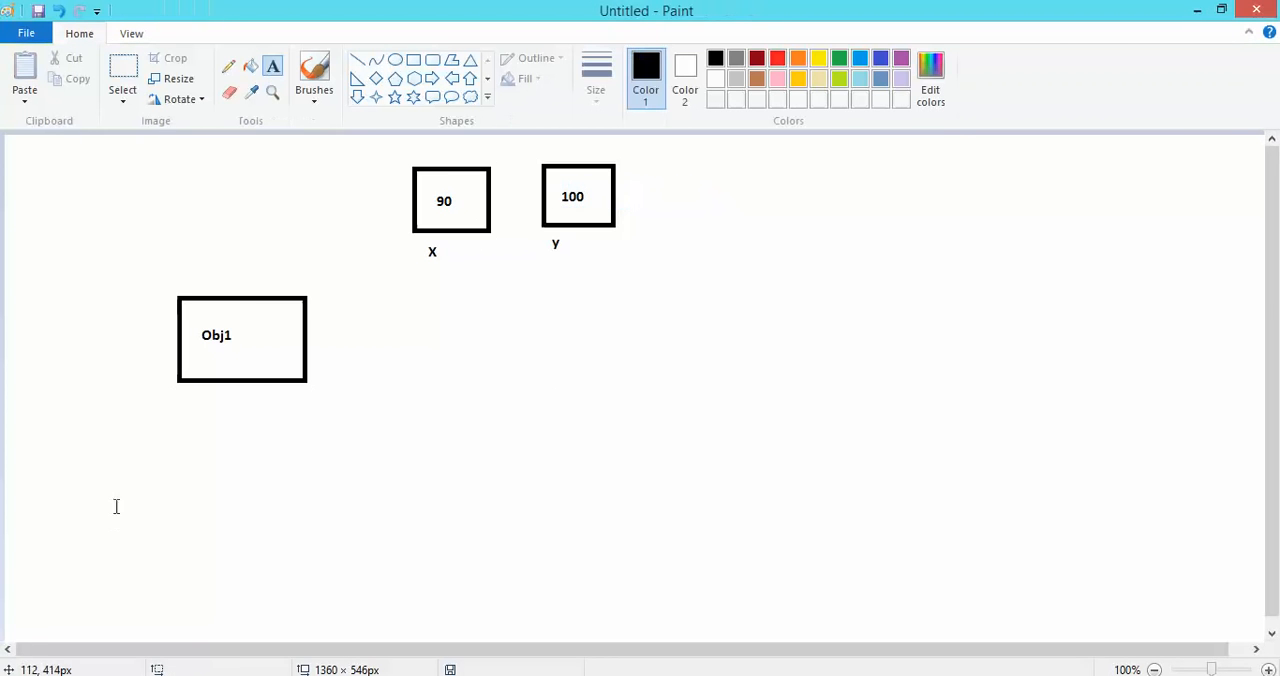 Untitled - Paint
File Home View
Paste
Cut
Copy
Clipboard
Select
Crop
Resize
Rotate
Image
A
Tools
Brushes
Outline
Fill
Shapes
Size
Color 1
Color 2
Edit colors
Colors
90
100
X
y
Obj1
112, 414px
1360 × 546px
100%